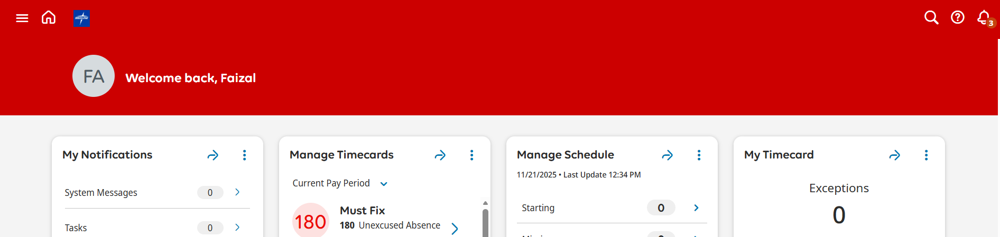 MEDLINE
3
FA
Welcome back, Faizal
My Notifications
System Messages 0
Tasks 0
Manage Timecards
Current Pay Period
180
Must Fix
180 Unexcused Absence
Manage Schedule
11/21/2025 • Last Update 12:34 PM
Starting 0
My Timecard
Exceptions
0